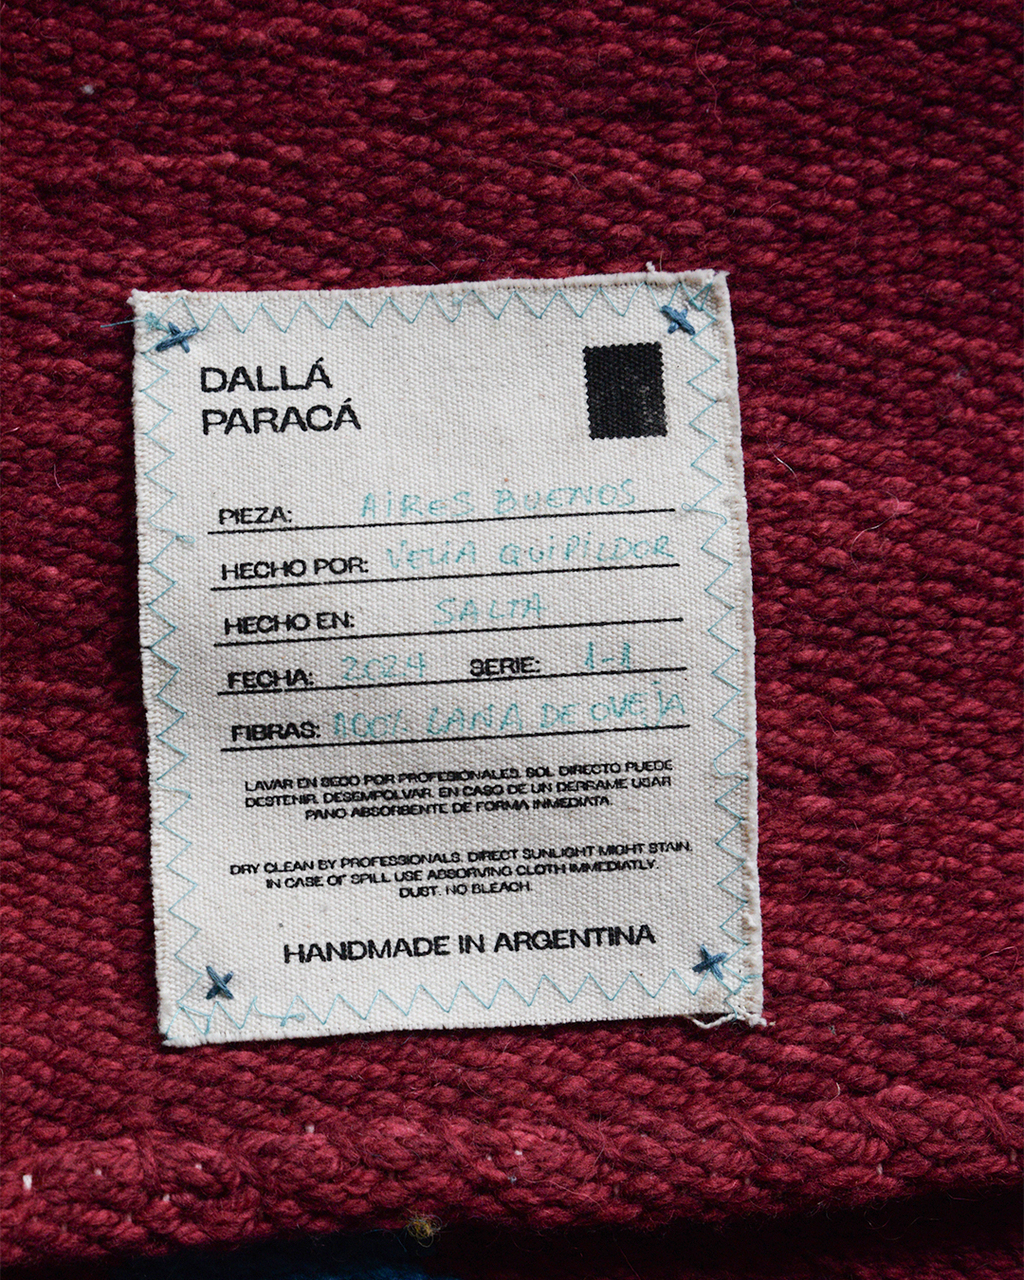 DALLÁ
PARACÁ
PIEZA: AIRES BUENOS
HECHO POR: VELIA QUIPILDOR
HECHO EN: SALTA
FECHA: 2024 SERIE: 1-1
FIBRAS: 100% LANA DE OVEJA
LAVAR EN SECO POR PROFESIONALES. SOL DIRECTO PUEDE
DESTENIR. DESEMPOLVAR. EN CASO DE UN DERRAME USAR
PANO ABSORBENTE DE FORMA INMEDIATA.
DRY CLEAN BY PROFESSIONALS. DIRECT SUNLIGHT MIGHT STAIN.
IN CASE OF SPILL USE ABSORVING CLOTH IMMEDIATLY.
DUST. NO BLEACH.
HANDMADE IN ARGENTINA